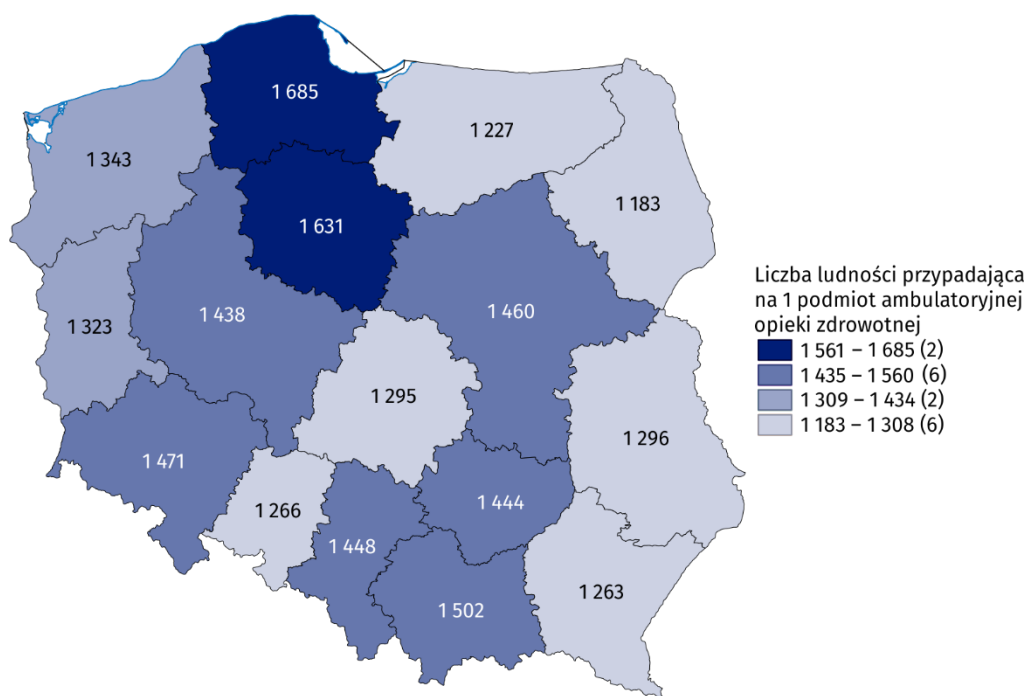 1 685
1 227
1 343
1 183
1 631
1 438
1 460
1 323
1 295
1 296
1 471
1 444
1 266
1 448
1 263
1 502
Liczba ludności przypadająca
na 1 podmiot ambulatoryjnej
opieki zdrowotnej
1 561 – 1 685 (2)
1 435 – 1 560 (6)
1 309 – 1 434 (2)
1 183 – 1 308 (6)